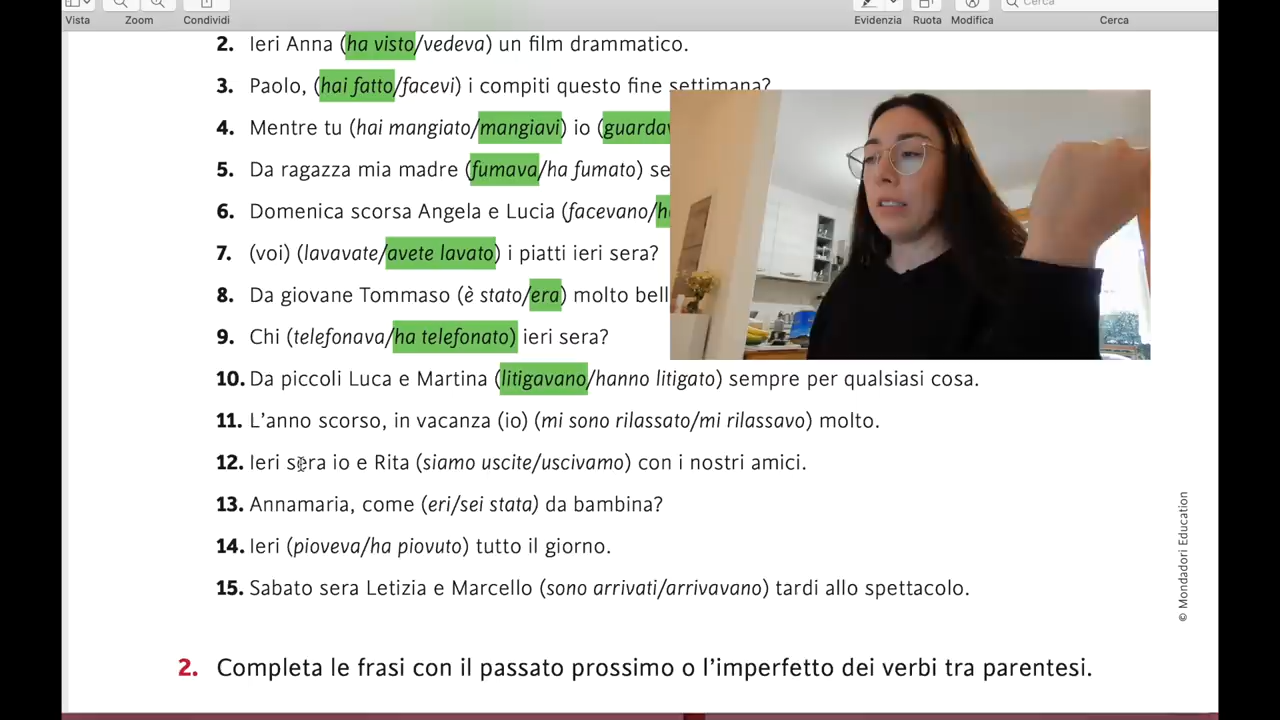 Vista Zoom Condividi Evidenzia Ruota Modifica Cerca Cerca
2. Ieri Anna (ha visto/vedeva) un film drammatico.
3. Paolo, (hai fatto/facevi) i compiti questo fine settimana?
4. Mentre tu (hai mangiato/mangiavi) io
5. Da ragazza mia madre (fumava/ha fumato)
6. Domenica scorsa Angela e Lucia (facevano/
7. (voi) (lavavate/avete lavato) i piatti ieri sera?
8. Da giovane Tommaso (è stato/era) molto
9. Chi (telefonava/ha telefonato) ieri sera?
10. Da piccoli Luca e Martina (litigavano/hanno litigato) sempre per qualsiasi cosa.
11. L'anno scorso, in vacanza (io) (mi sono rilassato/mi rilassavo) molto.
12. Ieri sera io e Rita (siamo uscite/uscivamo) con i nostri amici.
13. Annamaria, come (eri/sei stata) da bambina?
14. Ieri (pioveva/ha piovuto) tutto il giorno.
15. Sabato sera Letizia e Marcello (sono arrivati/arrivavano) tardi allo spettacolo.
© Mondadori Education
2. Completa le frasi con il passato prossimo o l'imperfetto dei verbi tra parentesi.